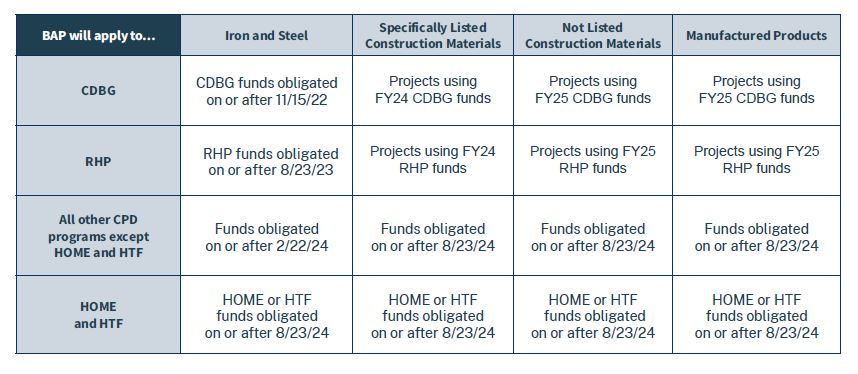 BAP will apply to...
Iron and Steel
Specifically Listed
Construction Materials
Not Listed
Construction Materials
Manufactured Products
CDBG
CDBG funds obligated
on or after 11/15/22
Projects using
FY24 CDBG funds
Projects using
FY25 CDBG funds
Projects using
FY25 CDBG funds
RHP
RHP funds obligated
on or after 8/23/23
Projects using FY24
RHP funds
Projects using FY25
RHP funds
Projects using FY25
RHP funds
All other CPD
programs except
HOME and HTF
Funds obligated
on or after 2/22/24
Funds obligated
on or after 8/23/24
Funds obligated
on or after 8/23/24
Funds obligated
on or after 8/23/24
HOME
and HTF
HOME or HTF
funds obligated
on or after 8/23/24
HOME or HTF
funds obligated
on or after 8/23/24
HOME or HTF
funds obligated
on or after 8/23/24
HOME or HTF
funds obligated
on or after 8/23/24